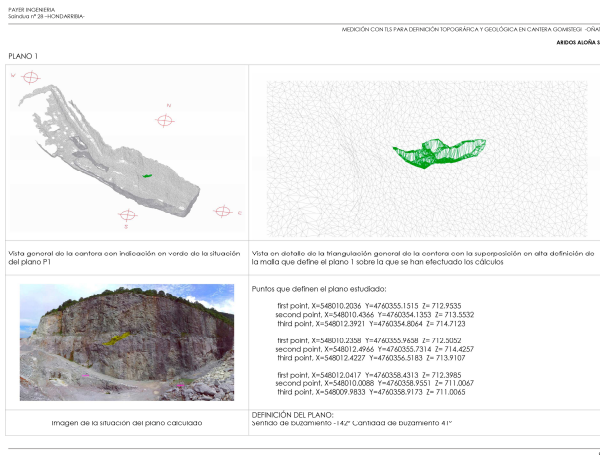 PAYER INGENIERIA
Saindua nº 28 -HONDARRIBIA-
MEDICIÓN CON TLS PARA DEFINICIÓN TOPOGRÁFICA Y GEOLÓGICA EN CANTERA GOMISTEGI -OÑAT
ARIDOS ALOÑA S
PLANO 1
Vista general de la cantera con indicación en verde de la situación
del plano P1
Vista en detalle de la triangulación general de la cantera con la superposición en alta definición de
la malla que define el plano 1 sobre la que se han efectuado los cálculos
Puntos que definen el plano estudiado:
first point, X=548010.2036 Y=4760355.1515 Z= 712.9535
second point, X=548010.4366 Y=4760354.1353 Z= 713.5532
third point, X=548012.3921 Y=4760354.8064 Z= 714.7123
first point, X=548010.2358 Y=4760355.9658 Z= 712.5052
second point, X=548012.4966 Y=4760355.7314 Z= 714.4257
third point, X=548012.4227 Y=4760356.5183 Z= 713.9107
first point, X=548012.0417 Y=4760358.4313 Z= 712.3985
second point, X=548010.0088 Y=4760358.9551 Z= 711.0067
third point, X=548009.9833 Y=4760358.9173 Z= 711.0065
Imagen de la situación del plano calculado
DEFINICIÓN DEL PLANO:
Sentido de buzamiento -142º Cantidad de buzamiento 41º